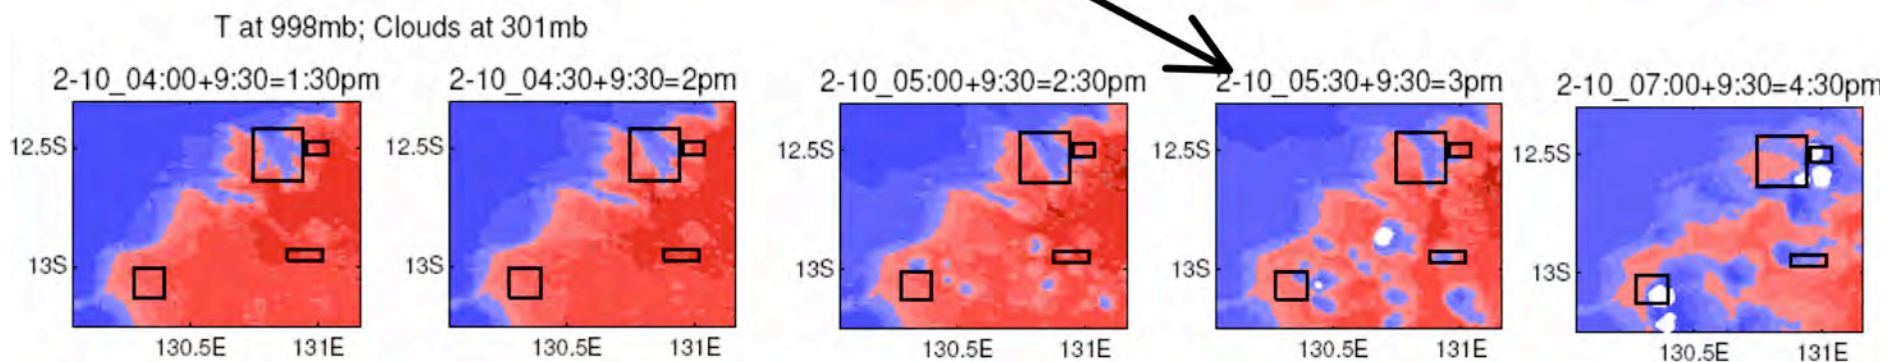 T at 998mb; Clouds at 301mb
2-10_04:00+9:30=1:30pm
12.5S
13S
130.5E 131E
2-10_04:30+9:30=2pm
12.5S
13S
130.5E 131E
2-10_05:00+9:30=2:30pm
12.5S
13S
130.5E 131E
2-10_05:30+9:30=3pm
12.5S
13S
130.5E 131E
2-10_07:00+9:30=4:30pm
12.5S
13S
130.5E 131E